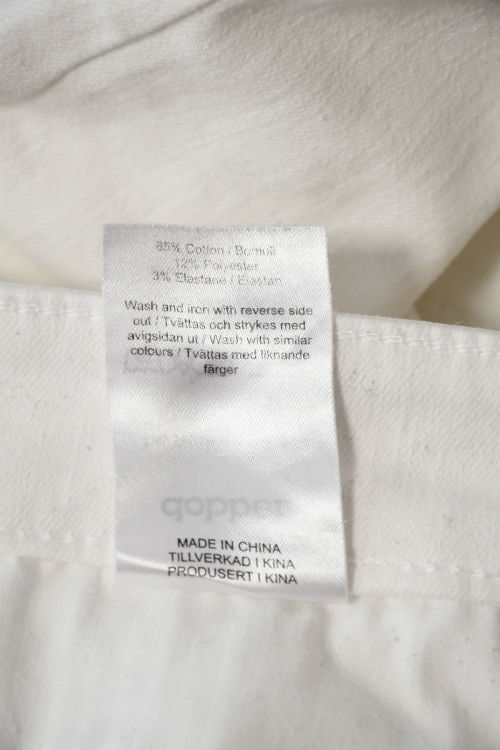 85% Cotton / Bomull
12% Polyester
3% Elastane / Elastan
Wash and iron with reverse side
out / Tvättas och strykes med
avigsidan ut / Wash with similar
colours / Tvättas med liknande
färger
MADE IN CHINA
TILLVERKAD I KINA
PRODUSERT I KINA